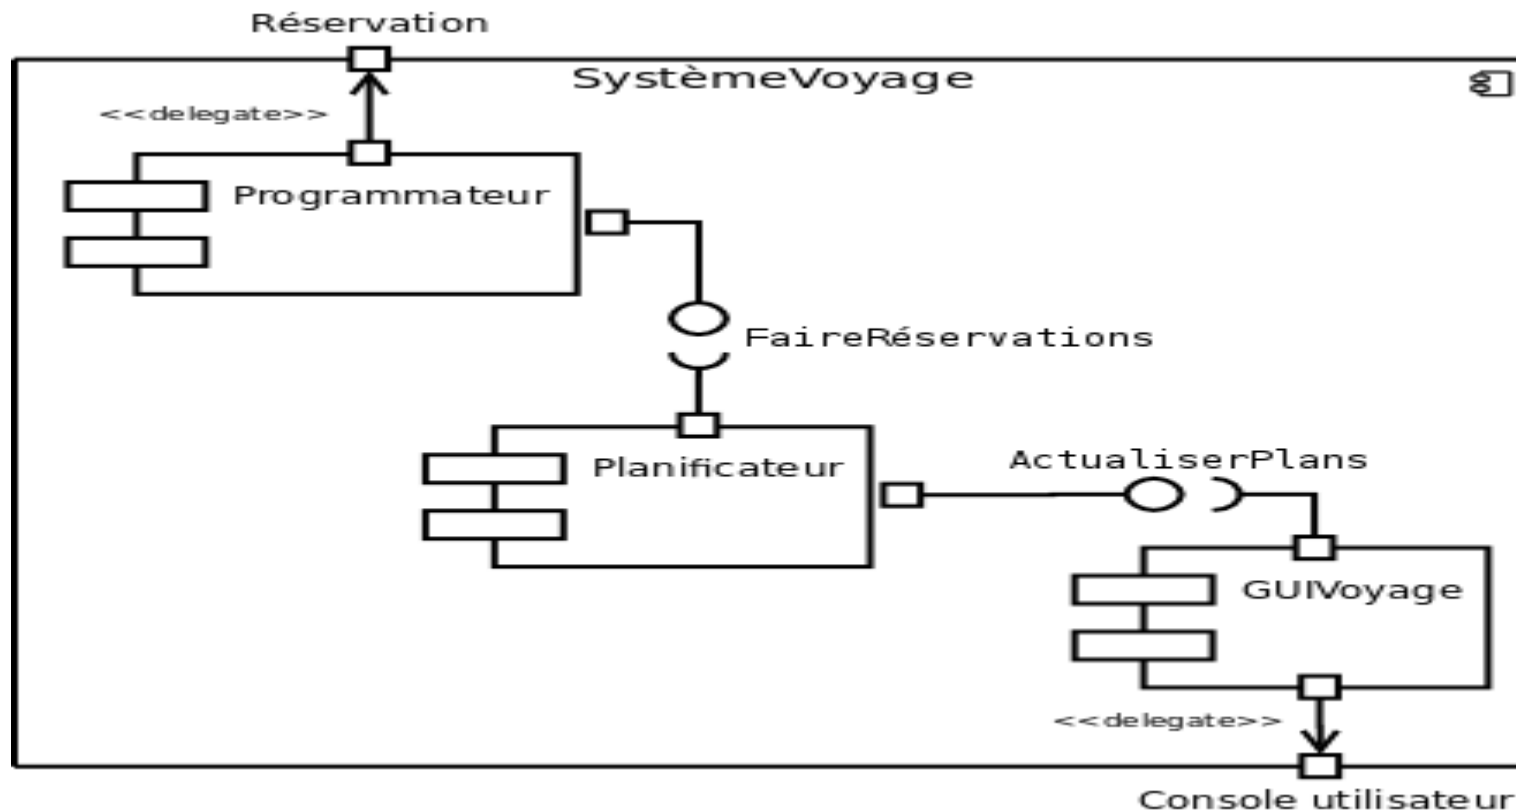 Réservation
SystèmeVoyage
<<delegate>>
Programmateur
FaireRéservations
Planificateur
ActualiserPlans
GUIVoyage
<<delegate>>
Console utilisateur